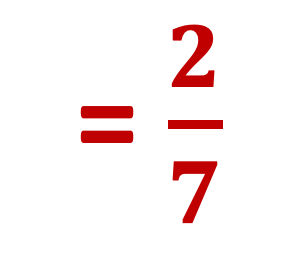 = 2/7